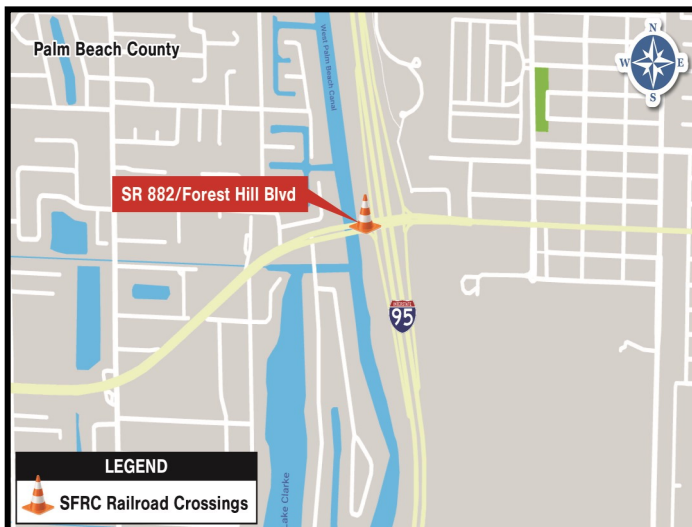 Palm Beach County
West Palm Beach Canal
N
W E
S
SR 882/Forest Hill Blvd
INTERSTATE
95
Lake Clarke
LEGEND
SFRC Railroad Crossings